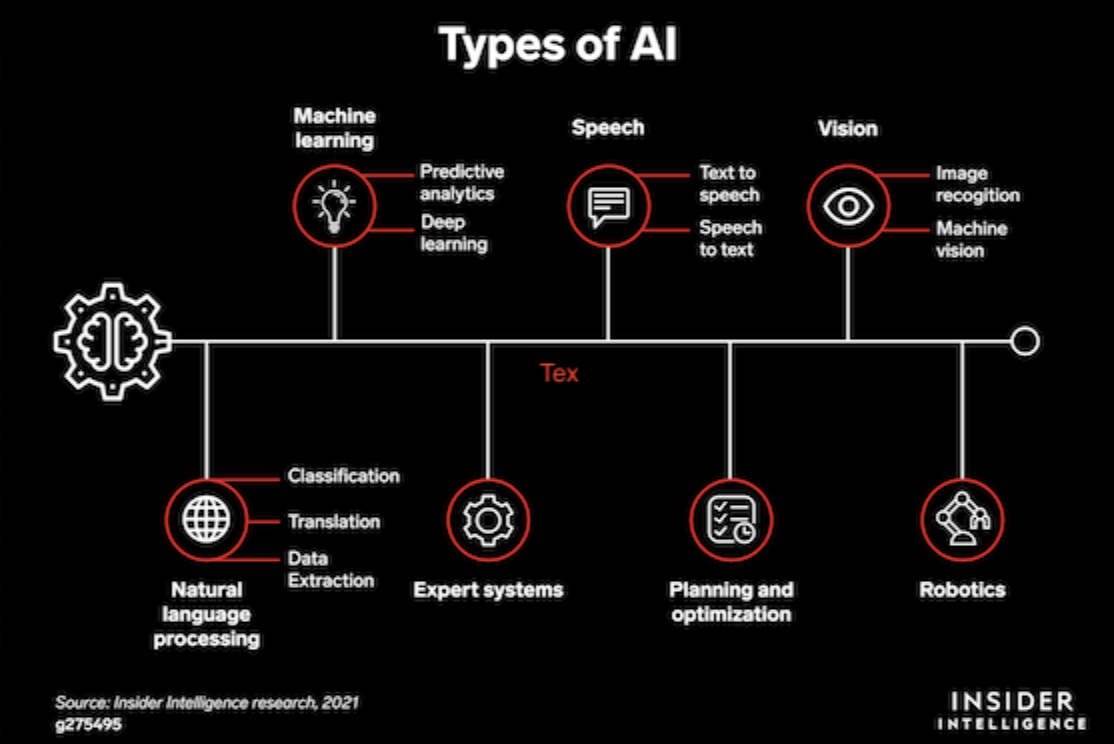 Types of AI
Machine
learning
Predictive
analytics
Deep
learning
Speech
Text to
speech
Speech
to text
Vision
Image
recogition
Machine
vision
Tex
Classification
Translation
Data
Extraction
Natural
language
processing
Expert systems
Planning and
optimization
Robotics
Source: Insider Intelligence research, 2021
g275495
INSIDER
INTELLIGENCE